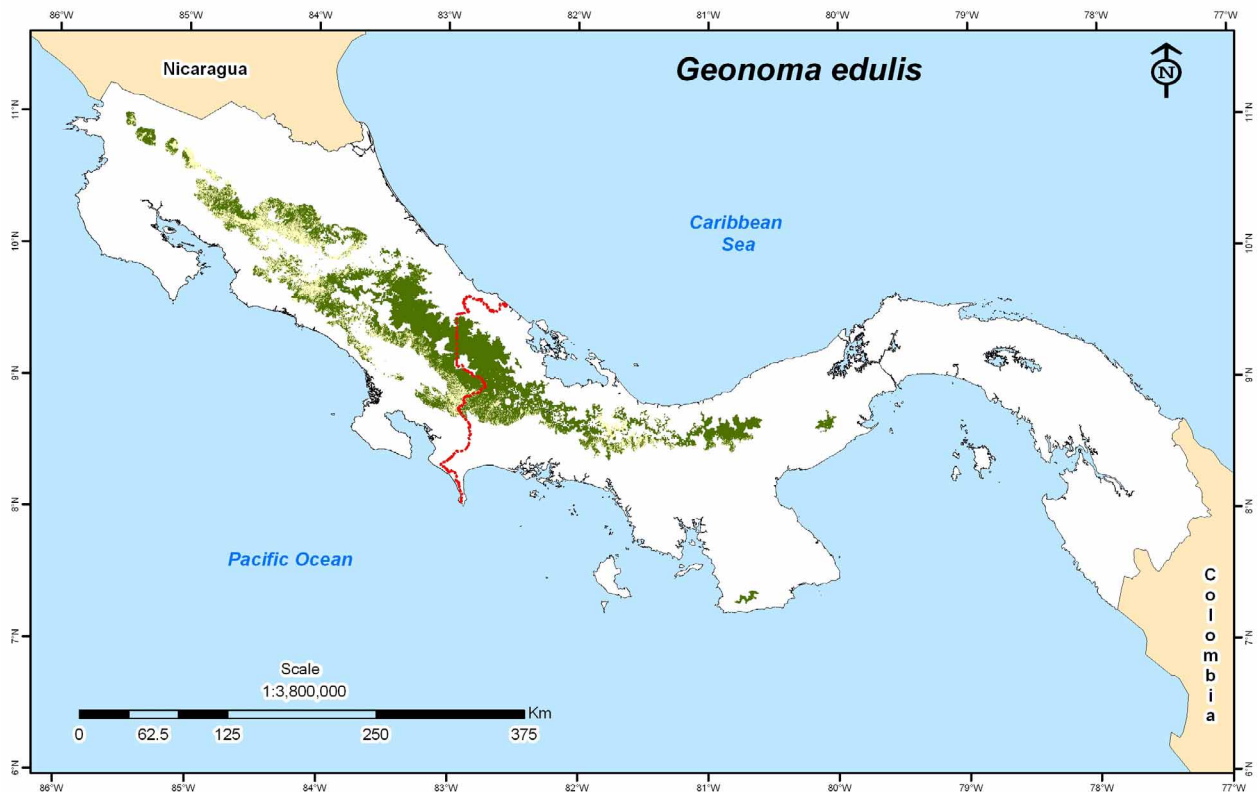 86°W 85°W 84°W 83°W 82°W 81°W 80°W 79°W 78°W 77°W
Nicaragua
Geonoma edulis
N
11°N 11°N
Caribbean
Sea
10°N 10°N
9°N 9°N
8°N 8°N
Pacific Ocean
Colombia
7°N 7°N
Scale
1:3,800,000
Km
0 62.5 125 250 375
6°N 6°N
86°W 85°W 84°W 83°W 82°W 81°W 80°W 79°W 78°W 77°W